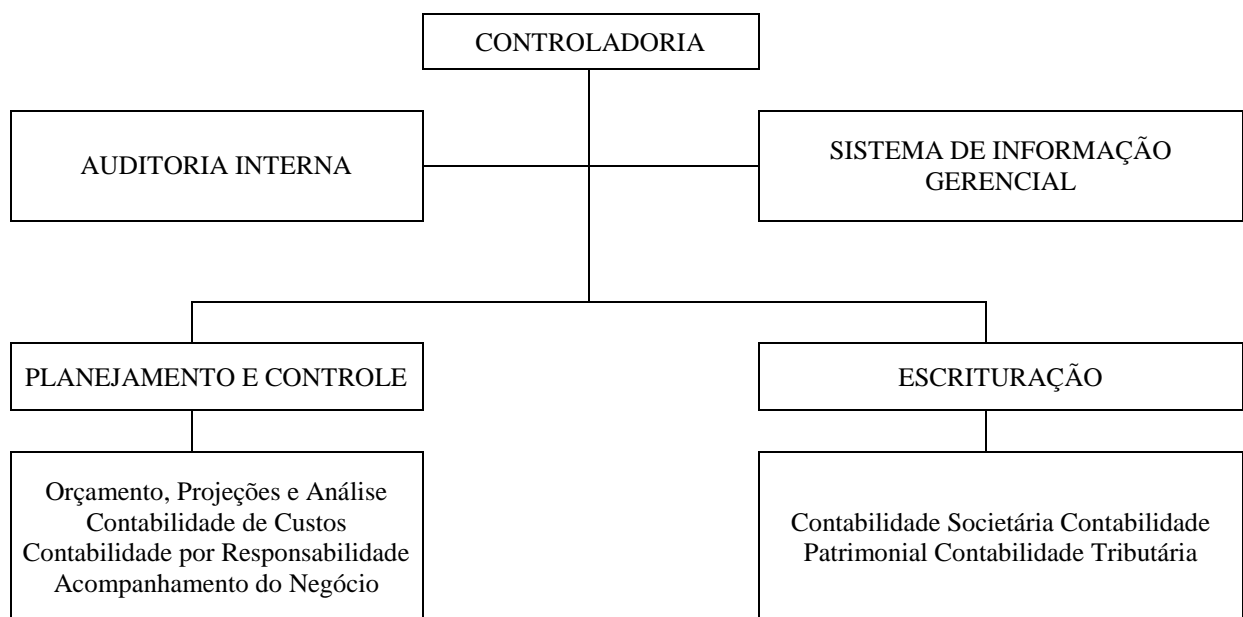 CONTROLADORIA
AUDITORIA INTERNA
SISTEMA DE INFORMAÇÃO
GERENCIAL
PLANEJAMENTO E CONTROLE
ESCRITURAÇÃO
Orçamento, Projeções e Análise
Contabilidade de Custos
Contabilidade por Responsabilidade
Acompanhamento do Negócio
Contabilidade Societária Contabilidade
Patrimonial Contabilidade Tributária